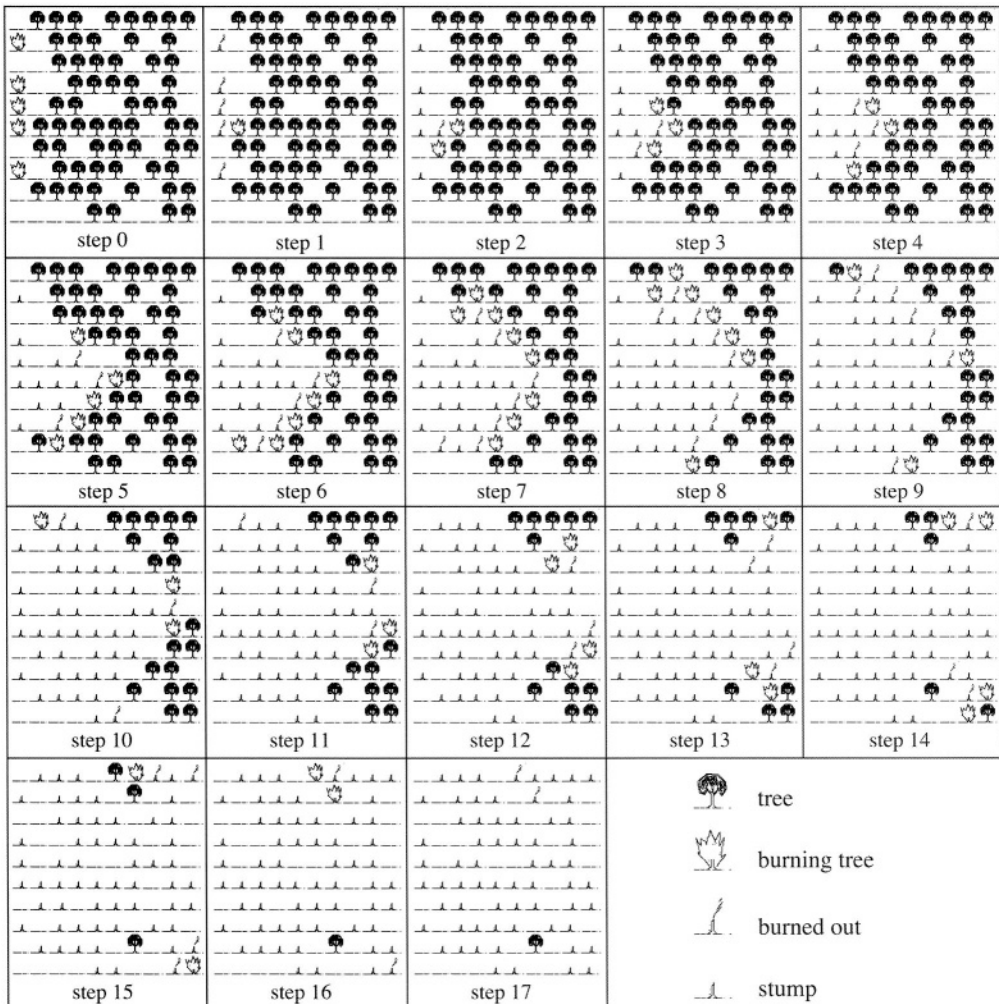 step 0
step 1
step 2
step 3
step 4
step 5
step 6
step 7
step 8
step 9
step 10
step 11
step 12
step 13
step 14
tree
burning tree
burned out
stump
step 15
step 16
step 17